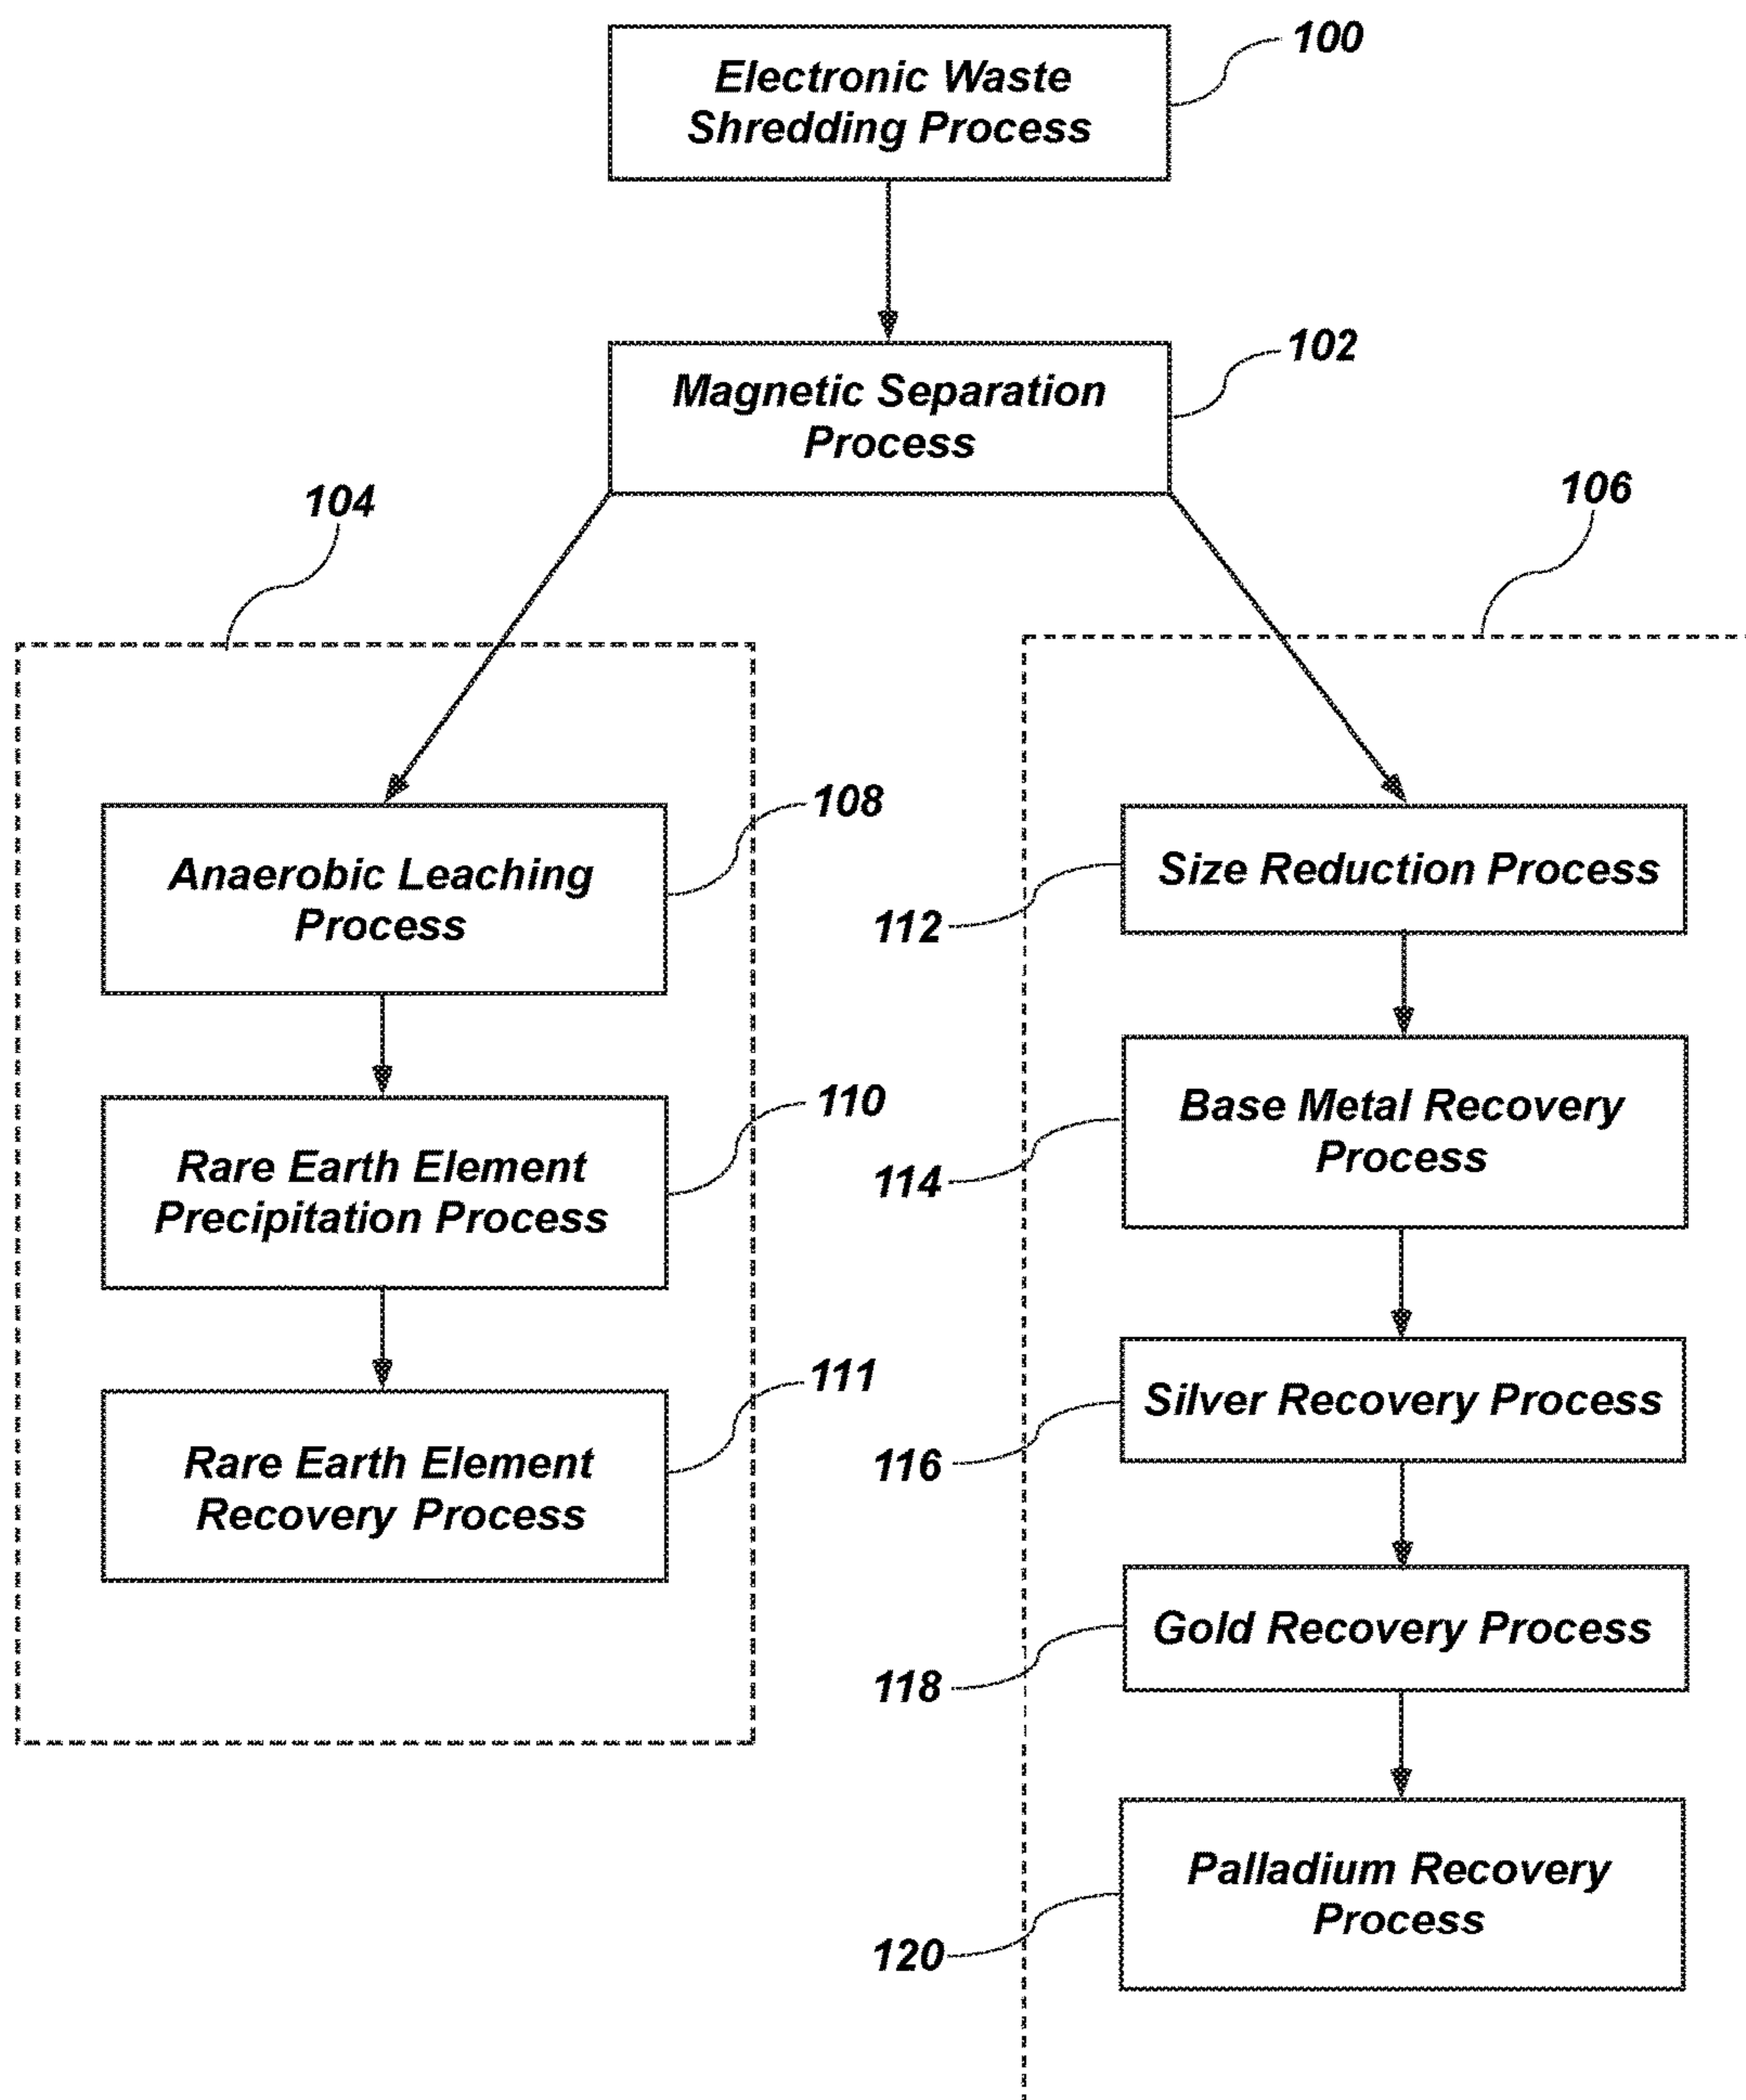 100
Electronic Waste
Shredding Process
102
Magnetic Separation
Process
104
106
108
Anaerobic Leaching
Process
112
Size Reduction Process
110
Rare Earth Element
Precipitation Process
114
Base Metal Recovery
Process
111
Rare Earth Element
Recovery Process
116
Silver Recovery Process
118
Gold Recovery Process
120
Palladium Recovery
Process